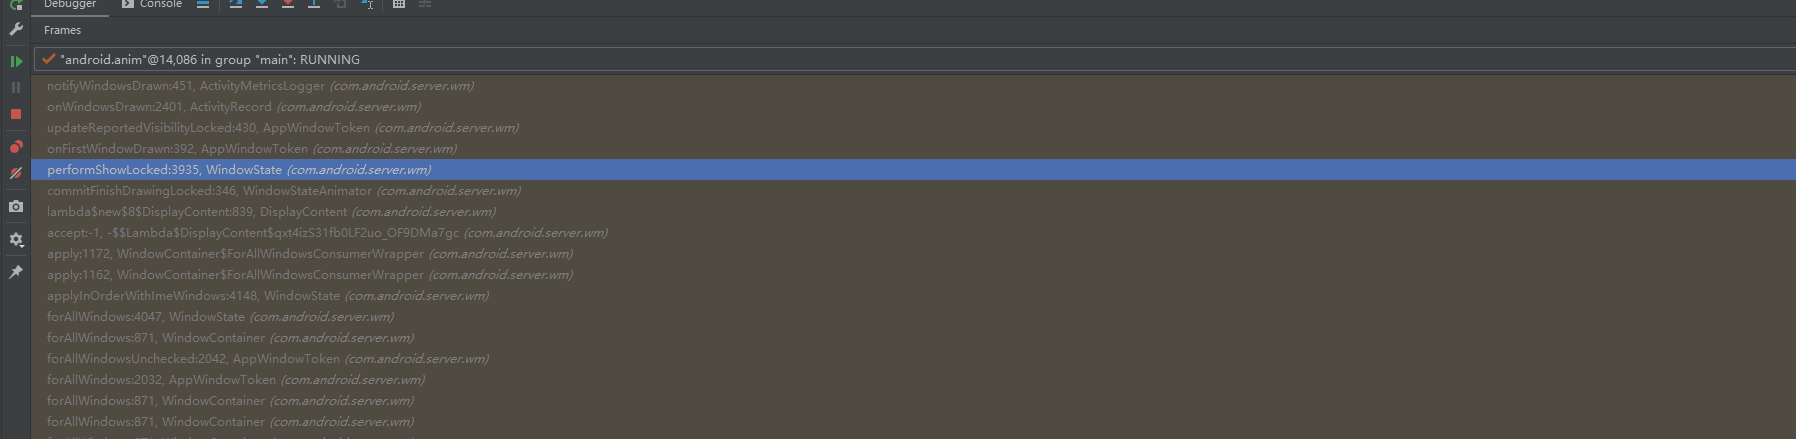 Debugger Console
Frames
"android.anim"@14,086 in group "main": RUNNING
notifyWindowsDrawn:451, ActivityMetricsLogger (com.android.server.wm)
onWindowsDrawn:2401, ActivityRecord (com.android.server.wm)
updateReportedVisibilityLocked:430, AppWindowToken (com.android.server.wm)
onFirstWindowDrawn:392, AppWindowToken (com.android.server.wm)
performShowLocked:3935, WindowState (com.android.server.wm)
commitFinishDrawingLocked:346, WindowStateAnimator (com.android.server.wm)
lambda$new$8$DisplayContent:839, DisplayContent (com.android.server.wm)
accept:-1, -$$Lambda$DisplayContent$qxt4izS31fb0LF2uo_OF9DMa7gc (com.android.server.wm)
apply:1172, WindowContainer$ForAllWindowsConsumerWrapper (com.android.server.wm)
apply:1162, WindowContainer$ForAllWindowsConsumerWrapper (com.android.server.wm)
applyInOrderWithImeWindows:4148, WindowState (com.android.server.wm)
forAllWindows:4047, WindowState (com.android.server.wm)
forAllWindows:871, WindowContainer (com.android.server.wm)
forAllWindowsUnchecked:2042, AppWindowToken (com.android.server.wm)
forAllWindows:2032, AppWindowToken (com.android.server.wm)
forAllWindows:871, WindowContainer (com.android.server.wm)
forAllWindows:871, WindowContainer (com.android.server.wm)